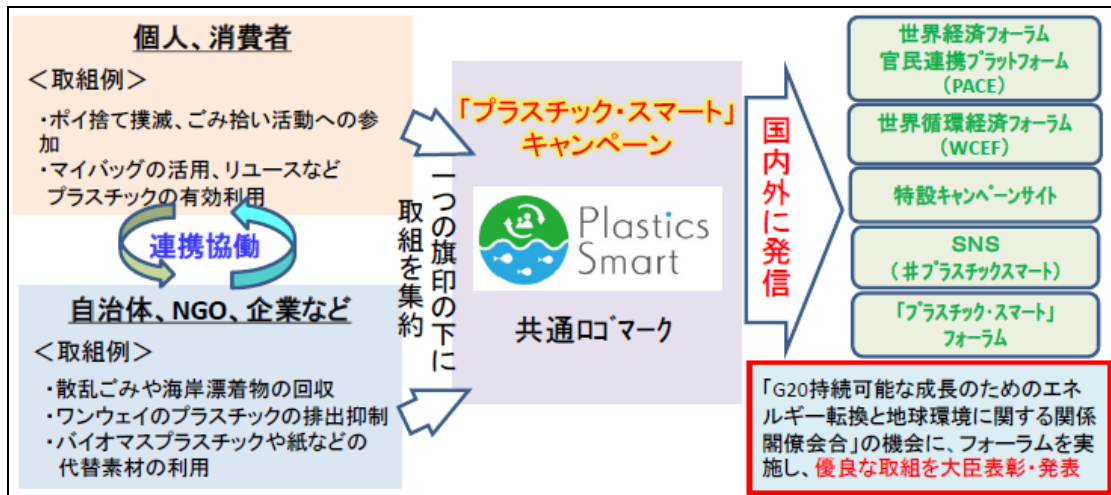 個人、消費者
＜取組例＞
・ポイ捨て撲滅、ごみ拾い活動への参
加
・マイバッグの活用、リユースなど
プラスチックの有効利用
連携協働
自治体、NGO、企業など
＜取組例＞
・散乱ごみや海岸漂着物の回収
・ワンウェイのプラスチックの排出抑制
・バイオマスプラスチックや紙などの
代替素材の利用
一つの旗印の下に
取組を集約
「プラスチック・スマート」
キャンペーン
Plastics
Smart
共通ﾛｺﾞﾏｰｸ
国内外に発信
世界経済ﾌｫｰﾗﾑ
官民連携ﾌﾟﾗｯﾄﾌｫｰﾑ
(PACE)
世界循環経済ﾌｫｰﾗﾑ
(WCEF)
特設ｷｬﾝﾍﾟｰﾝｻｲﾄ
ＳＮＳ
(＃ﾌﾟﾗｽﾁｯｸｽﾏｰﾄ)
｢ﾌﾟﾗｽﾁｯｸ･ｽﾏｰﾄ｣
ﾌｫｰﾗﾑ
「G20持続可能な成長のためのエネ
ルギー転換と地球環境に関する関係
閣僚会合」の機会に、フォーラムを実
施し、優良な取組を大臣表彰・発表